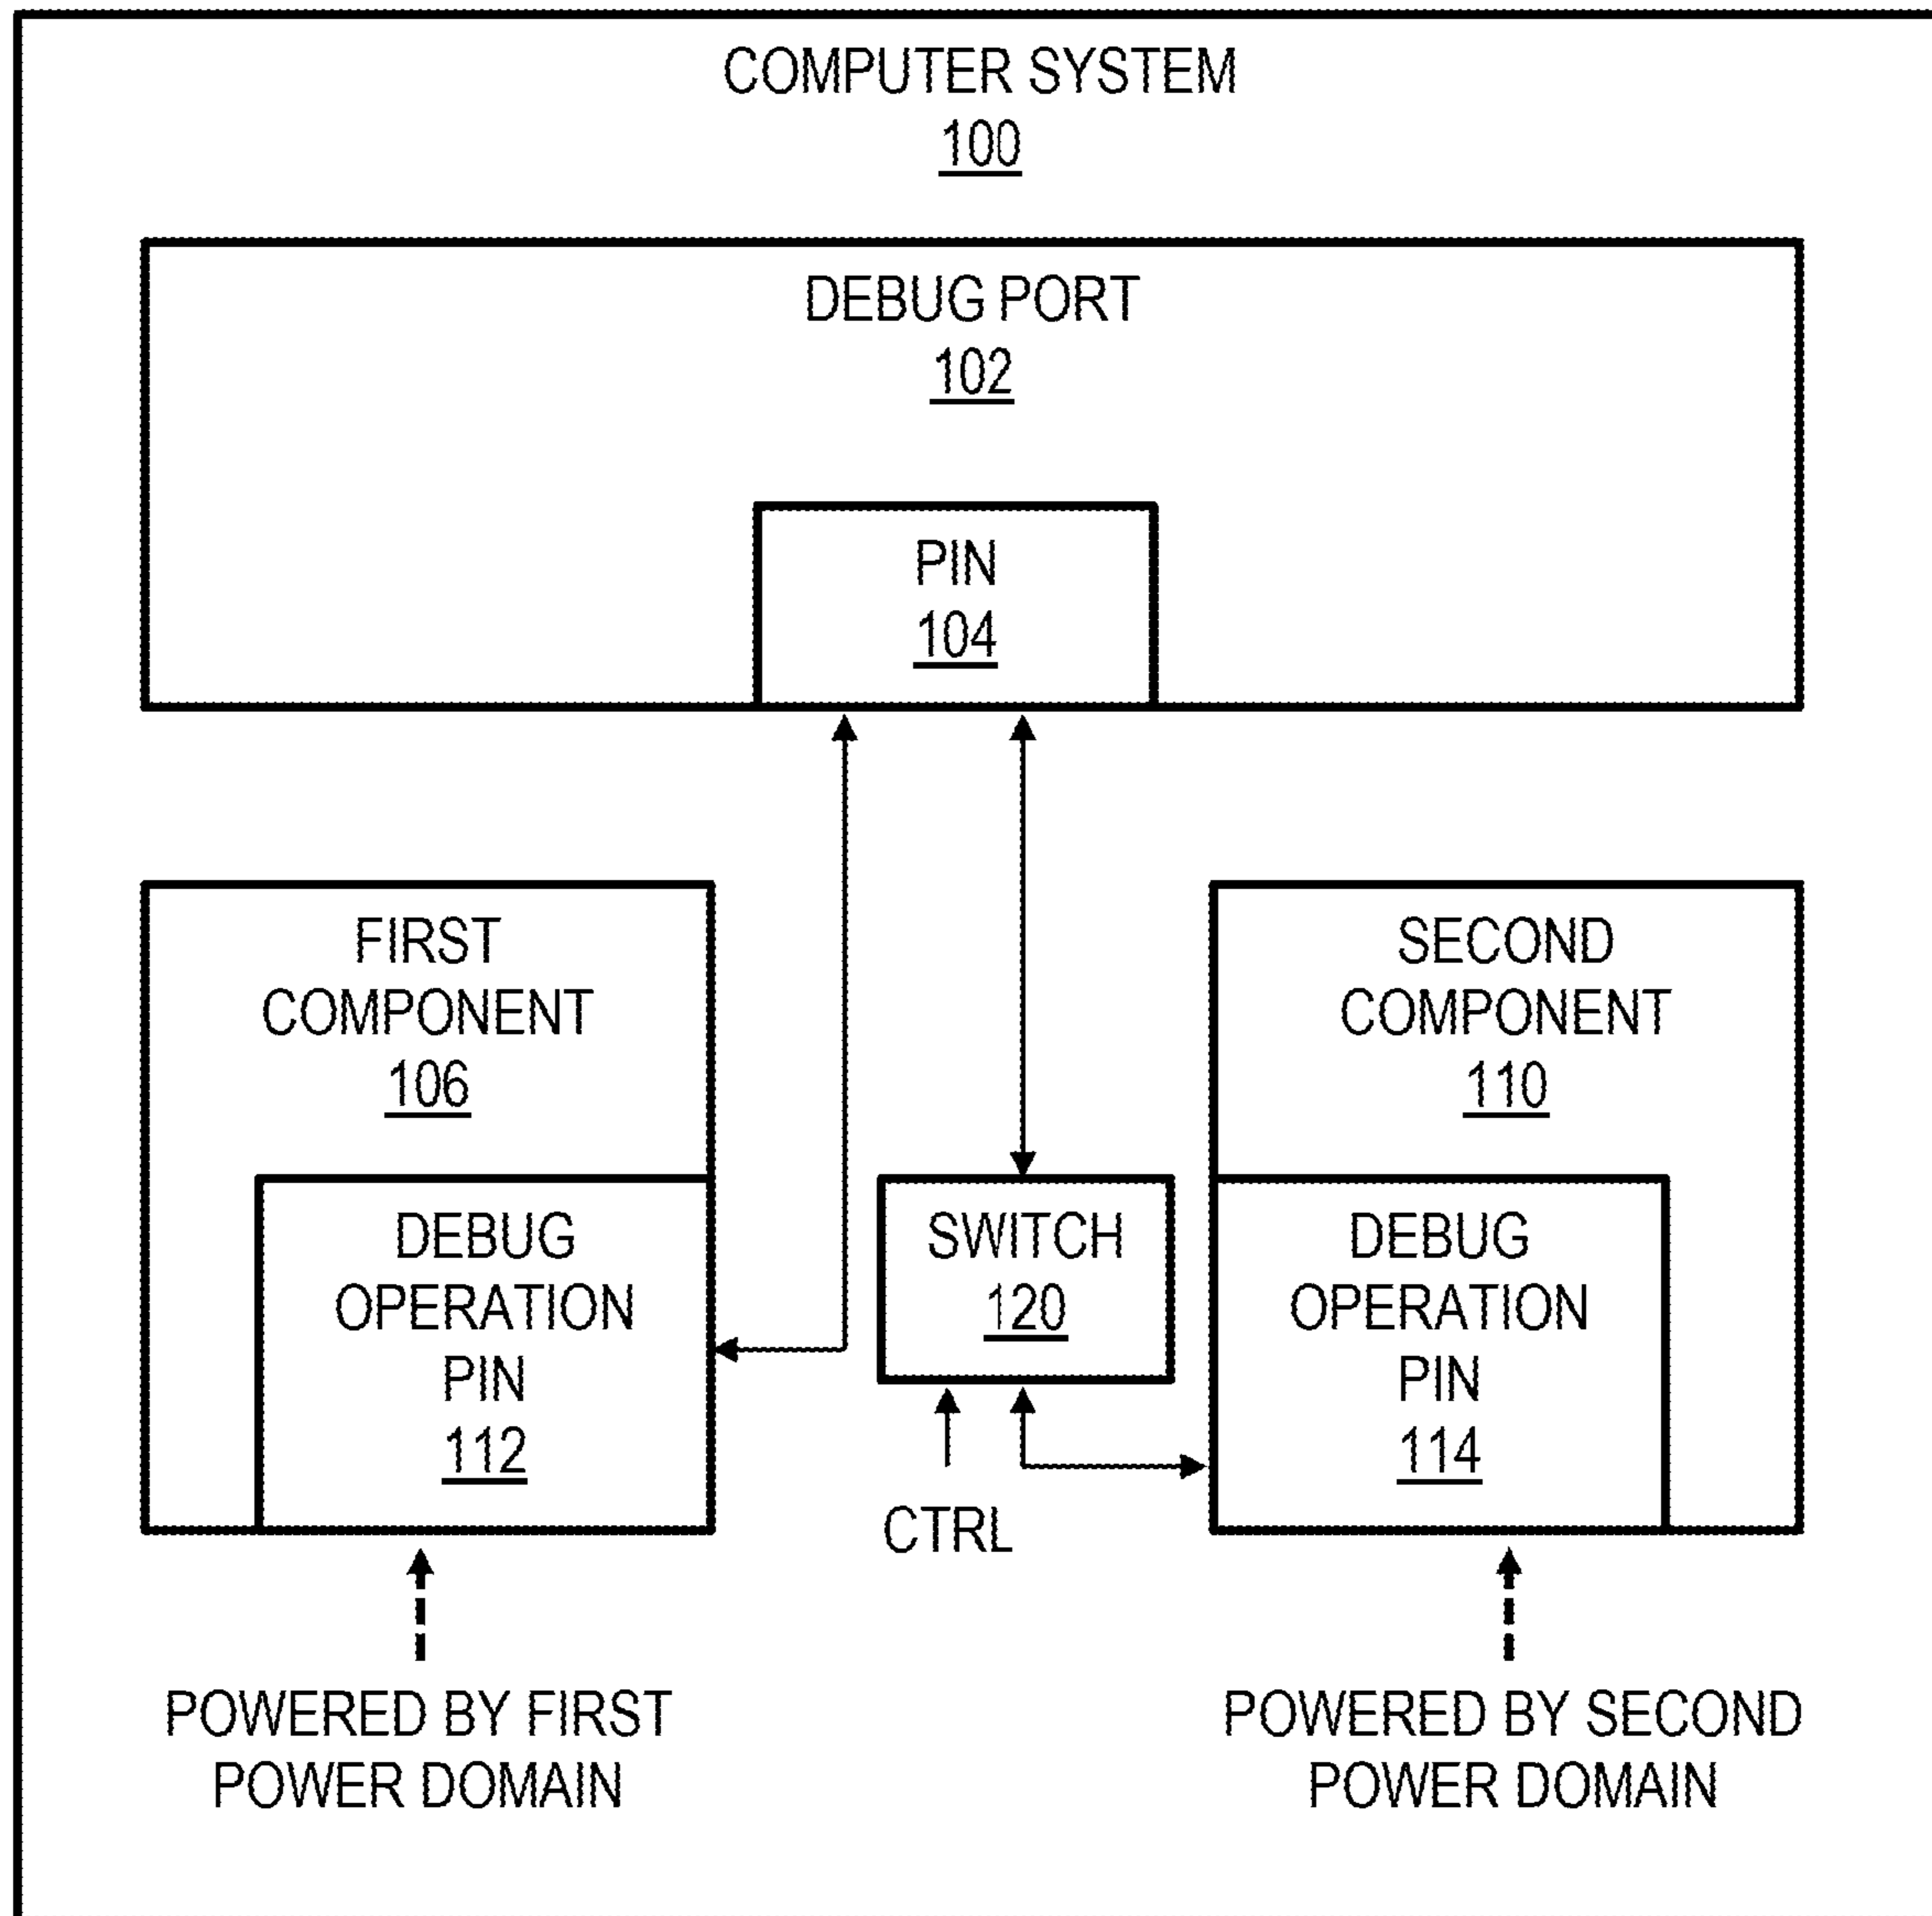 COMPUTER SYSTEM
100
DEBUG PORT
102
PIN
104
FIRST
COMPONENT
106
DEBUG
OPERATION
PIN
112
SWITCH
120
CTRL
SECOND
COMPONENT
110
DEBUG
OPERATION
PIN
114
POWERED BY FIRST
POWER DOMAIN
POWERED BY SECOND
POWER DOMAIN